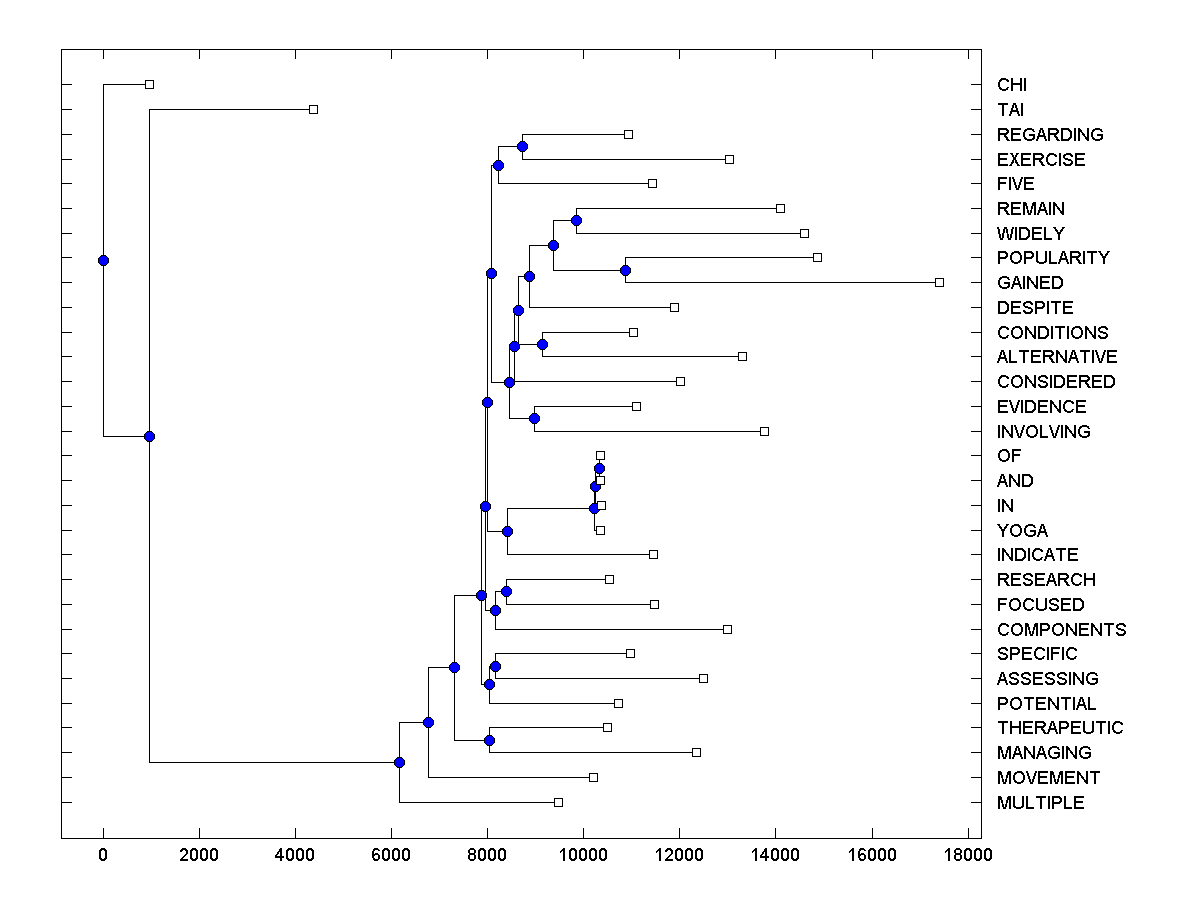 CHI
TAI
REGARDING
EXERCISE
FIVE
REMAIN
WIDELY
POPULARITY
GAINED
DESPITE
CONDITIONS
ALTERNATIVE
CONSIDERED
EVIDENCE
INVOLVING
OF
AND
IN
YOGA
INDICATE
RESEARCH
FOCUSED
COMPONENTS
SPECIFIC
ASSESSING
POTENTIAL
THERAPEUTIC
MANAGING
MOVEMENT
MULTIPLE
0 2000 4000 6000 8000 10000 12000 14000 16000 18000